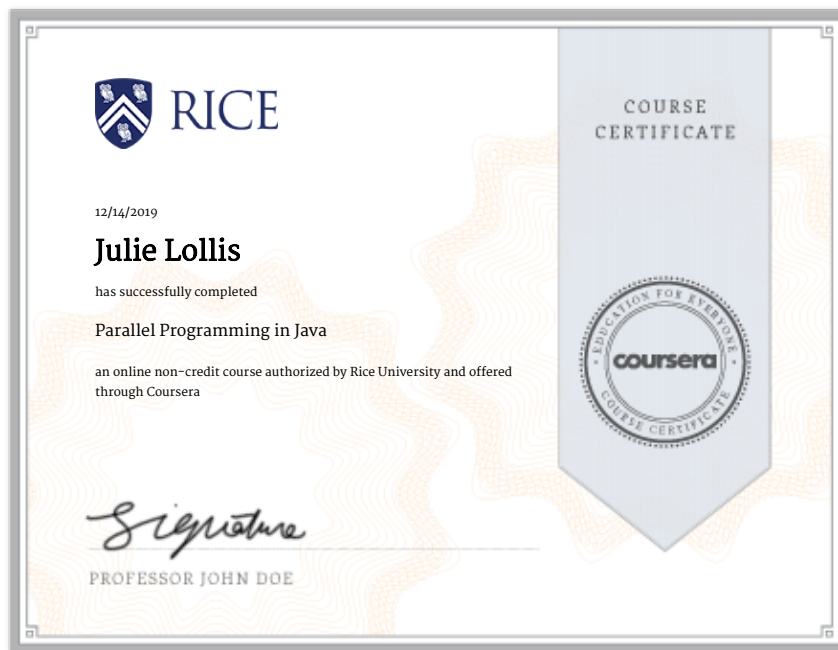 RICE
COURSE
CERTIFICATE
12/14/2019
Julie Lollis
has successfully completed
Parallel Programming in Java
an online non-credit course authorized by Rice University and offered
through Coursera
EDUCATION FOR EVERYONE
coursera
COURSE CERTIFICATE
Signature
PROFESSOR JOHN DOE